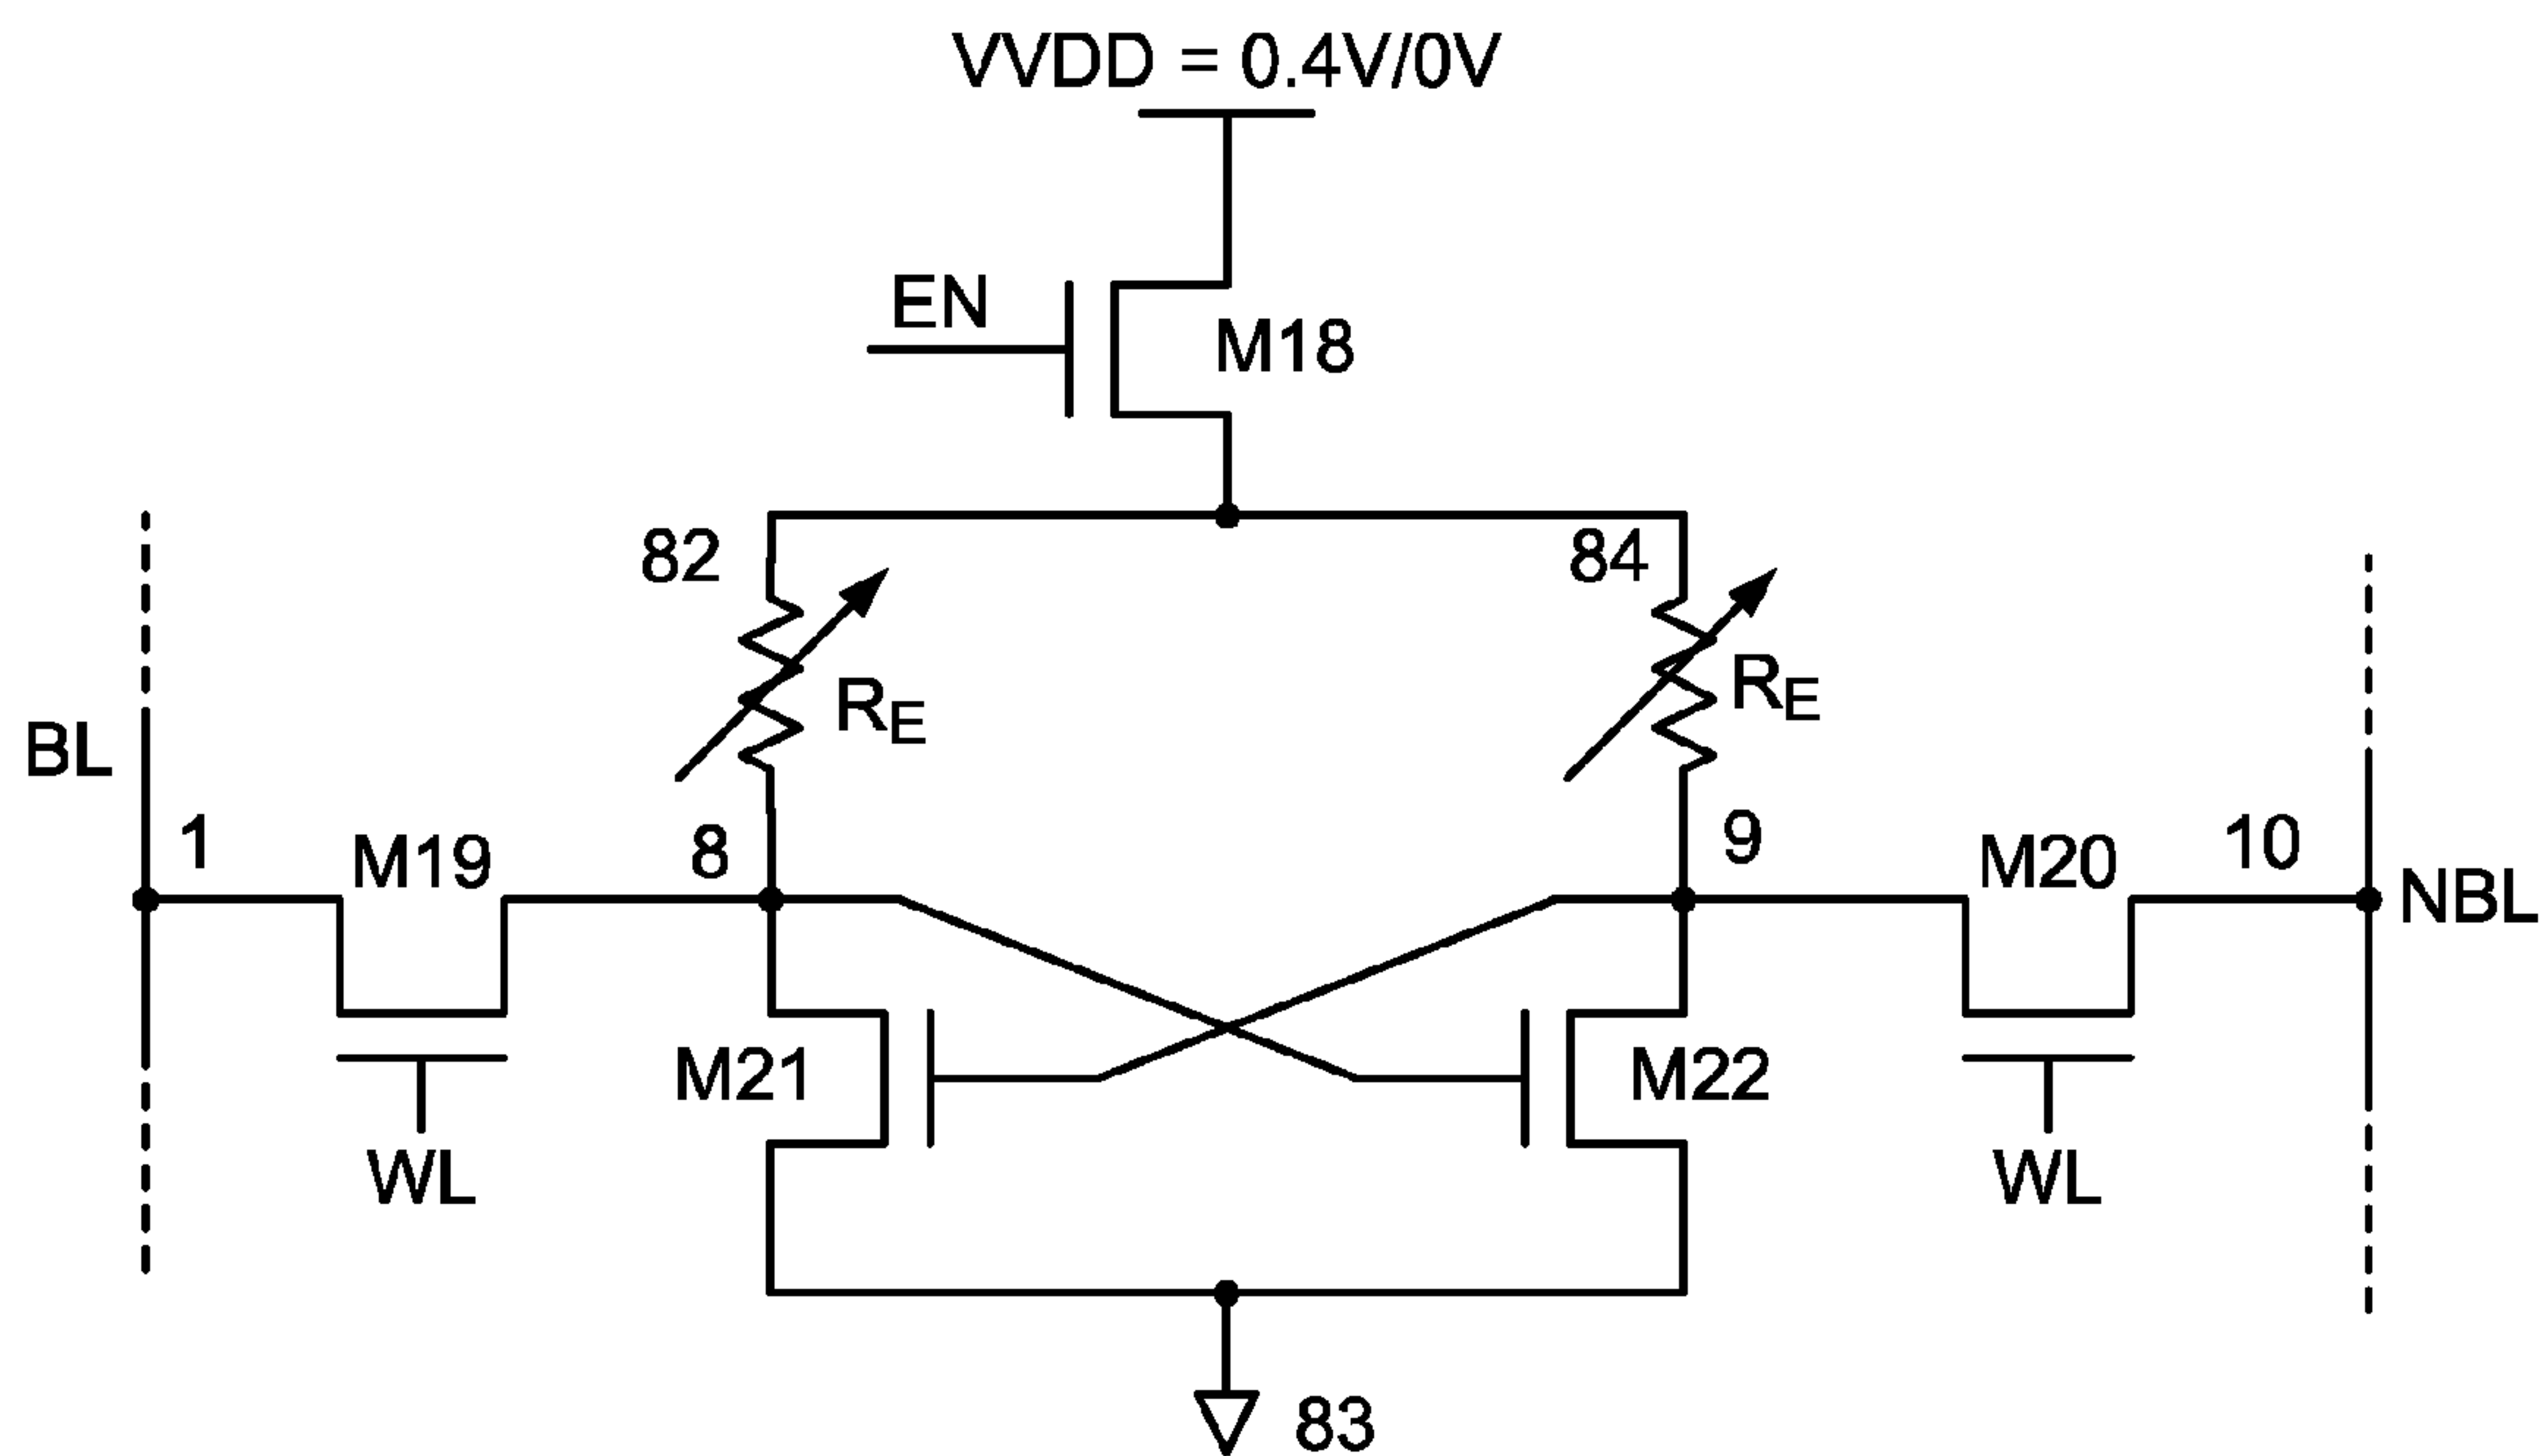 VVDD = 0.4V/0V
EN
M18
82
84
RE
RE
BL
1
M19
8
9
M20
10
NBL
M21
M22
WL
WL
83